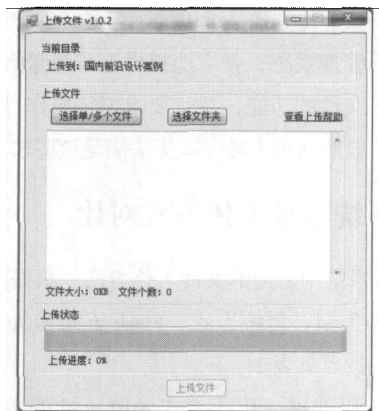 上传文件 v1.0.2
当前目录
上传到：国内前沿设计案例
上传文件
选择单/多个文件 选择文件夹 查看上传帮助
文件大小：0KB 文件个数：0
上传状态
上传进度：0%
上传文件